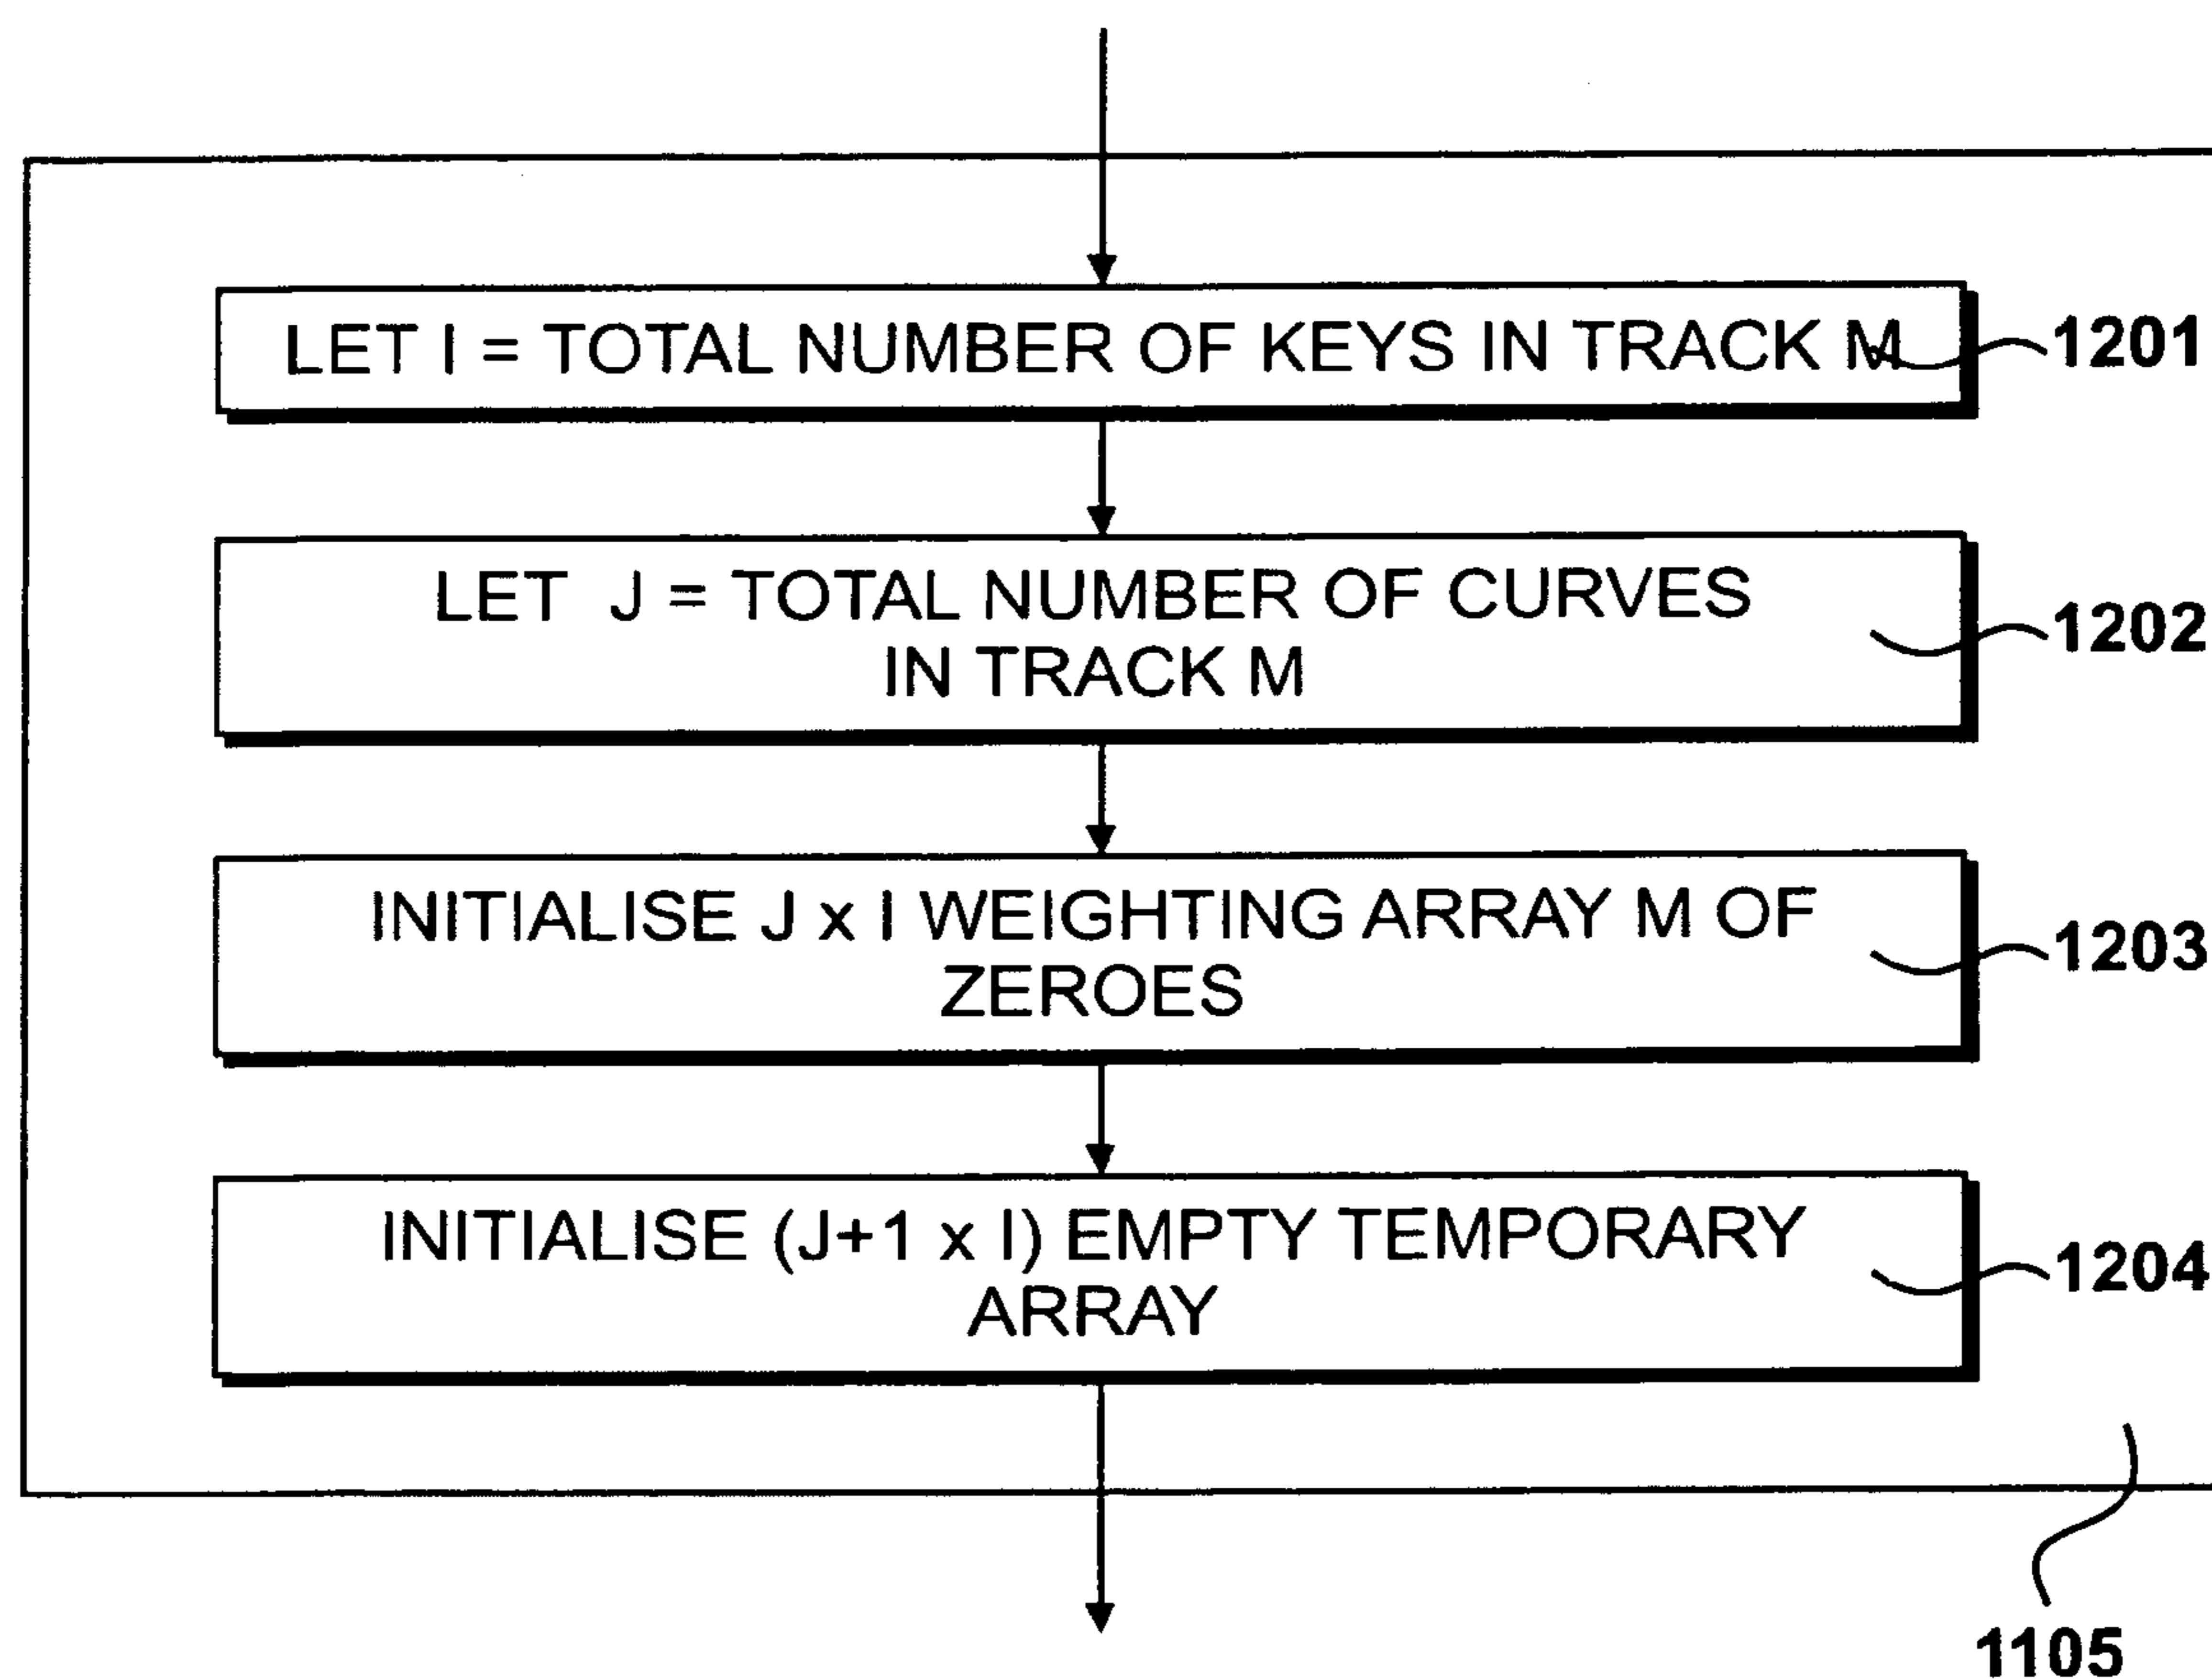 LET I = TOTAL NUMBER OF KEYS IN TRACK M
1201
LET J = TOTAL NUMBER OF CURVES
IN TRACK M
1202
INITIALISE J x I WEIGHTING ARRAY M OF
ZEROES
1203
INITIALISE (J+1 x I) EMPTY TEMPORARY
ARRAY
1204
1105